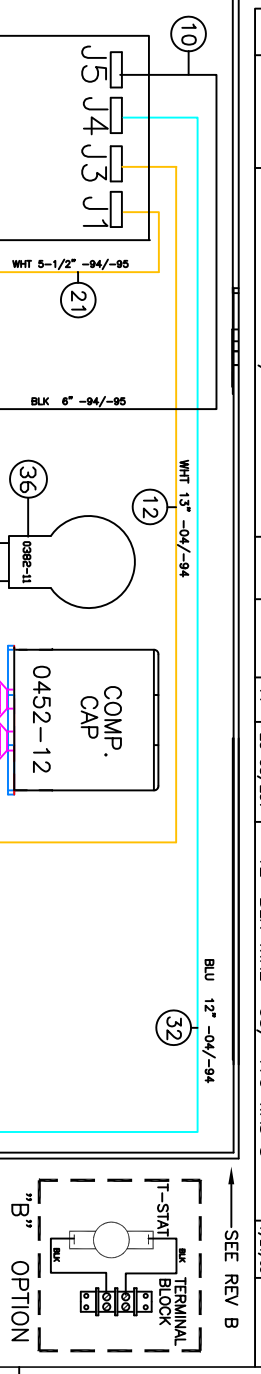 10
J5
J4
J3
J1
WHT 5-1/2" -94/-95
21
BLK 6" -94/-95
WHT 13" -04/-94
12
36
0382-11
COMP.
CAP
0452-12
BLU 12" -04/-94
32
SEE REV B
T-STAT
BLK
BLK
TERMINAL
BLOCK
"B" OPTION